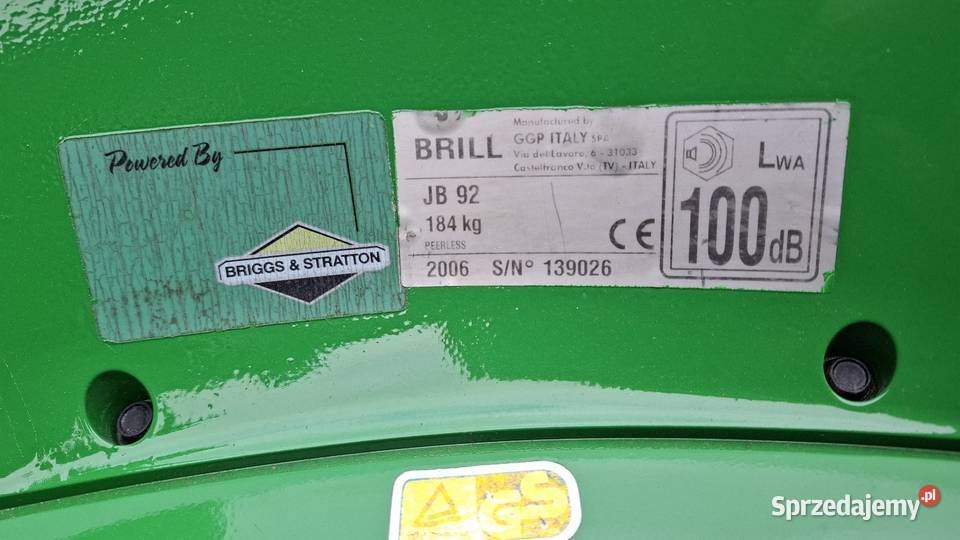 Powered By
BRIGGS & STRATTON
Manufactured by
BRILL
GGP ITALY SPA
Via del Lavoro, 6 - 31033
Castelfranco V.to (TV) - ITALY
JB 92
184 kg
PEERLESS
2006 S/N° 139026
CE
LWA
100dB
GS
Sprzedajemy.pl